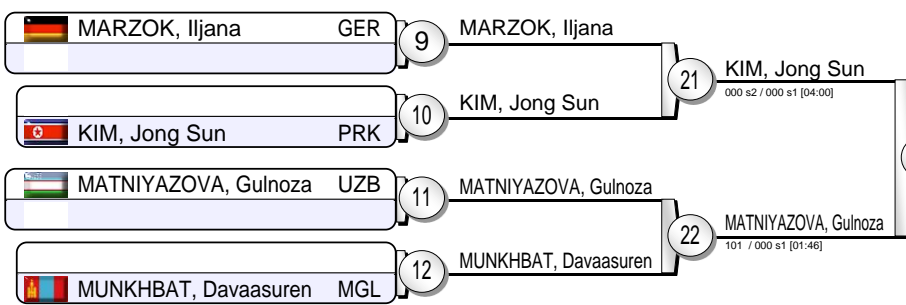 MARZOK, Iljana GER
9
MARZOK, Iljana
21
KIM, Jong Sun
000 s2 / 000 s1 [04:00]
KIM, Jong Sun PRK
10
KIM, Jong Sun
MATNIYAZOVA, Gulnoza UZB
11
MATNIYAZOVA, Gulnoza
22
MATNIYAZOVA, Gulnoza
101 / 000 s1 [01:46]
MUNKHBAT, Davaasuren MGL
12
MUNKHBAT, Davaasuren